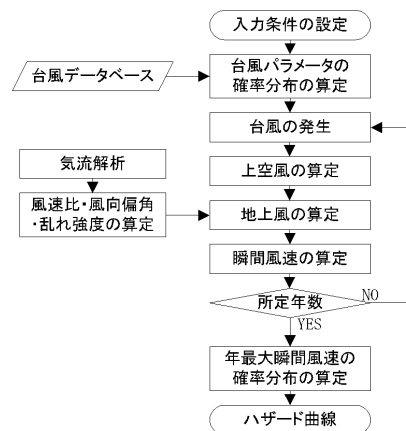 入力条件の設定
台風データベース
台風パラメータの
確率分布の算定
台風の発生
気流解析
上空風の算定
風速比・風向偏角
・乱れ強度の算定
地上風の算定
瞬間風速の算定
所定年数
NO
YES
年最大瞬間風速の
確率分布の算定
ハザード曲線